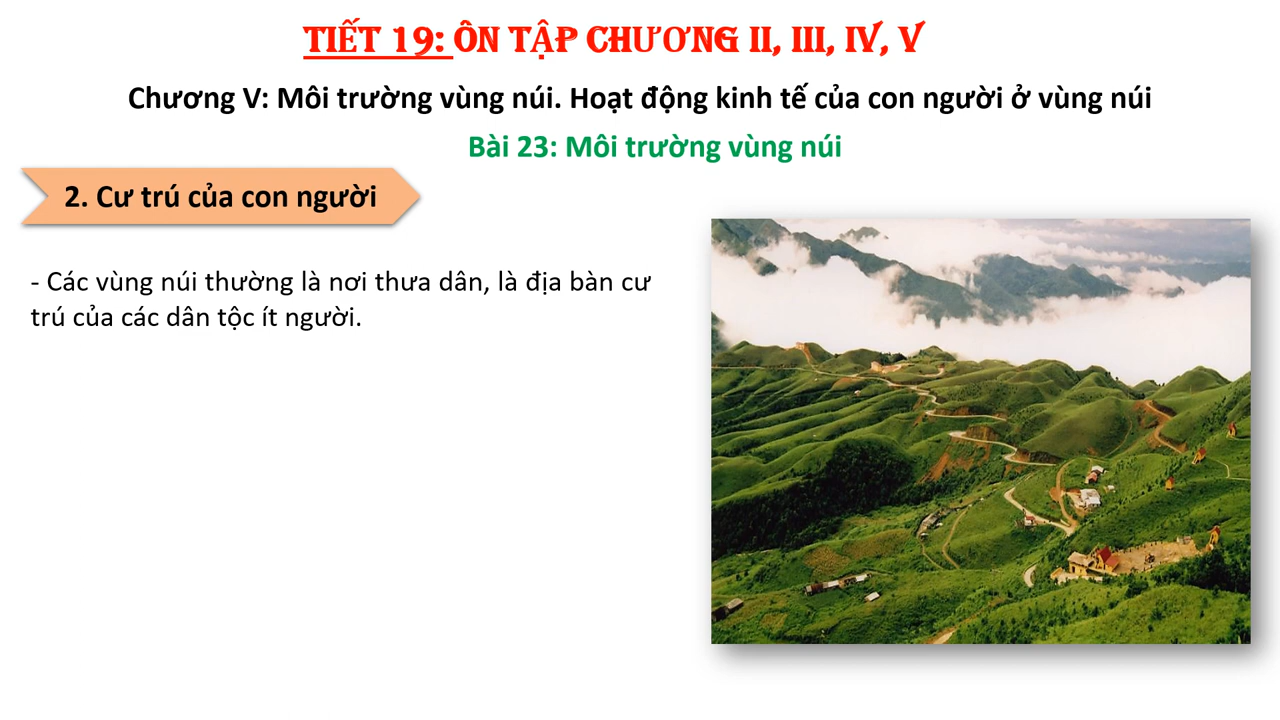 TIẾT 19: ÔN TẬP CHƯƠNG II, III, IV, V
Chương V: Môi trường vùng núi. Hoạt động kinh tế của con người ở vùng núi
Bài 23: Môi trường vùng núi
2. Cư trú của con người
- Các vùng núi thường là nơi thưa dân, là địa bàn cư
trú của các dân tộc ít người.